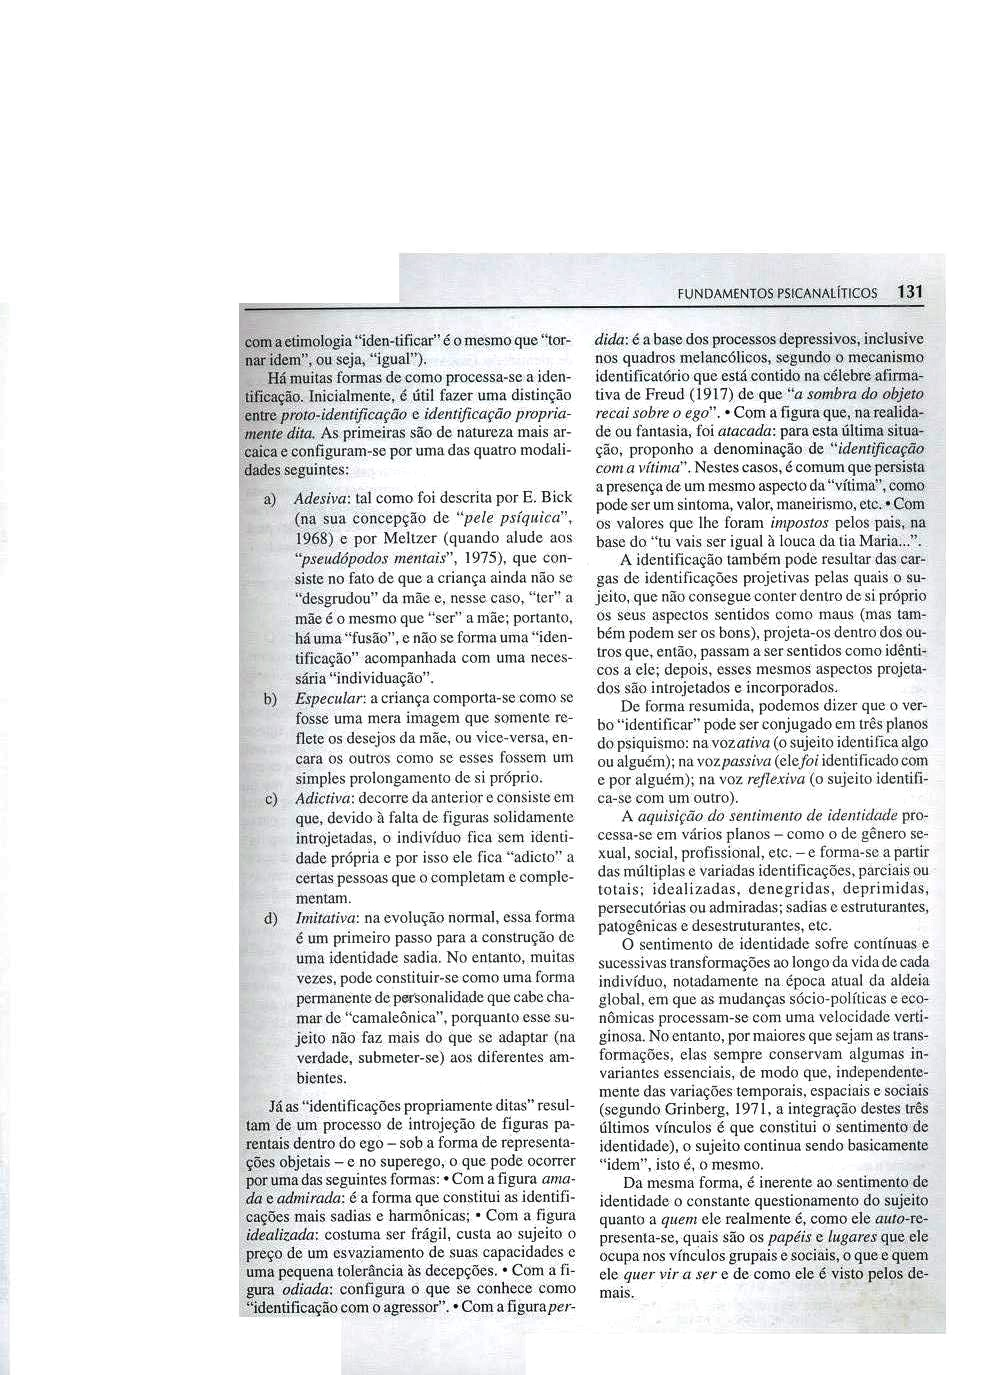 FUNDAMENTOS PSICANALÍTICOS 131
com a etimologia “iden-tificar” é o mesmo que “tor-
nar idem”, ou seja, “igual”).
Há muitas formas de como processa-se a iden-
tificação. Inicialmente, é útil fazer uma distinção
entre proto-identificação e identificação propria-
mente dita. As primeiras são de natureza mais ar-
caica e configuram-se por uma das quatro modali-
dades seguintes:
a) Adesiva: tal como foi descrita por E. Bick
(na sua concepção de “pele psíquica”,
1968) e por Meltzer (quando alude aos
“pseudópodos mentais”, 1975), que con-
siste no fato de que a criança ainda não se
“desgrudou” da mãe e, nesse caso, “ter” a
mãe é o mesmo que “ser” a mãe; portanto,
há uma “fusão”, e não se forma uma “iden-
tificação” acompanhada com uma neces-
sária “individuação”.
b) Especular: a criança comporta-se como se
fosse uma mera imagem que somente re-
flete os desejos da mãe, ou vice-versa, en-
cara os outros como se esses fossem um
simples prolongamento de si próprio.
c) Adictiva: decorre da anterior e consiste em
que, devido à falta de figuras solidamente
introjetadas, o indivíduo fica sem identi-
dade própria e por isso ele fica “adicto” a
certas pessoas que o completam e comple-
mentam.
d) Imitativa: na evolução normal, essa forma
é um primeiro passo para a construção de
uma identidade sadia. No entanto, muitas
vezes, pode constituir-se como uma forma
permanente de personalidade que cabe cha-
mar de “camaleônica”, porquanto esse su-
jeito não faz mais do que se adaptar (na
verdade, submeter-se) aos diferentes am-
bientes.
Já as “identificações propriamente ditas” resul-
tam de um processo de introjeção de figuras pa-
rentais dentro do ego – sob a forma de representa-
ções objetais – e no superego, o que pode ocorrer
por uma das seguintes formas: • Com a figura ama-
da e admirada: é a forma que constitui as identifi-
cações mais sadias e harmônicas; • Com a figura
idealizada: costuma ser frágil, custa ao sujeito o
preço de um esvaziamento de suas capacidades e
uma pequena tolerância às decepções. • Com a fi-
gura odiada: configura o que se conhece como
“identificação com o agressor”. • Com a figura per-
dida: é a base dos processos depressivos, inclusive
nos quadros melancólicos, segundo o mecanismo
identificatório que está contido na célebre afirma-
tiva de Freud (1917) de que “a sombra do objeto
recai sobre o ego”. • Com a figura que, na realida-
de ou fantasia, foi atacada: para esta última situa-
ção, proponho a denominação de “identificação
com a vítima”. Nestes casos, é comum que persista
a presença de um mesmo aspecto da “vítima”, como
pode ser um sintoma, valor, maneirismo, etc. • Com
os valores que lhe foram impostos pelos pais, na
base do “tu vais ser igual à louca da tia Maria...”.
A identificação também pode resultar das car-
gas de identificações projetivas pelas quais o su-
jeito, que não consegue conter dentro de si próprio
os seus aspectos sentidos como maus (mas tam-
bém podem ser os bons), projeta-os dentro dos ou-
tros que, então, passam a ser sentidos como idênti-
cos a ele; depois, esses mesmos aspectos projeta-
dos são introjetados e incorporados.
De forma resumida, podemos dizer que o ver-
bo “identificar” pode ser conjugado em três planos
do psiquismo: na voz ativa (o sujeito identifica algo
ou alguém); na voz passiva (ele foi identificado com
e por alguém); na voz reflexiva (o sujeito identifi-
ca-se com um outro).
A aquisição do sentimento de identidade pro-
cessa-se em vários planos – como o de gênero se-
xual, social, profissional, etc. – e forma-se a partir
das múltiplas e variadas identificações, parciais ou
totais; idealizadas, denegridas, deprimidas,
persecutórias ou admiradas; sadias e estruturantes,
patogênicas e desestruturantes, etc.
O sentimento de identidade sofre contínuas e
sucessivas transformações ao longo da vida de cada
indivíduo, notadamente na época atual da aldeia
global, em que as mudanças sócio-políticas e eco-
nômicas processam-se com uma velocidade verti-
ginosa. No entanto, por maiores que sejam as trans-
formações, elas sempre conservam algumas in-
variantes essenciais, de modo que, independente-
mente das variações temporais, espaciais e sociais
(segundo Grinberg, 1971, a integração destes três
últimos vínculos é que constitui o sentimento de
identidade), o sujeito continua sendo basicamente
“idem”, isto é, o mesmo.
Da mesma forma, é inerente ao sentimento de
identidade o constante questionamento do sujeito
quanto a quem ele realmente é, como ele auto-re-
presenta-se, quais são os papéis e lugares que ele
ocupa nos vínculos grupais e sociais, o que e quem
ele quer vir a ser e de como ele é visto pelos de-
mais.